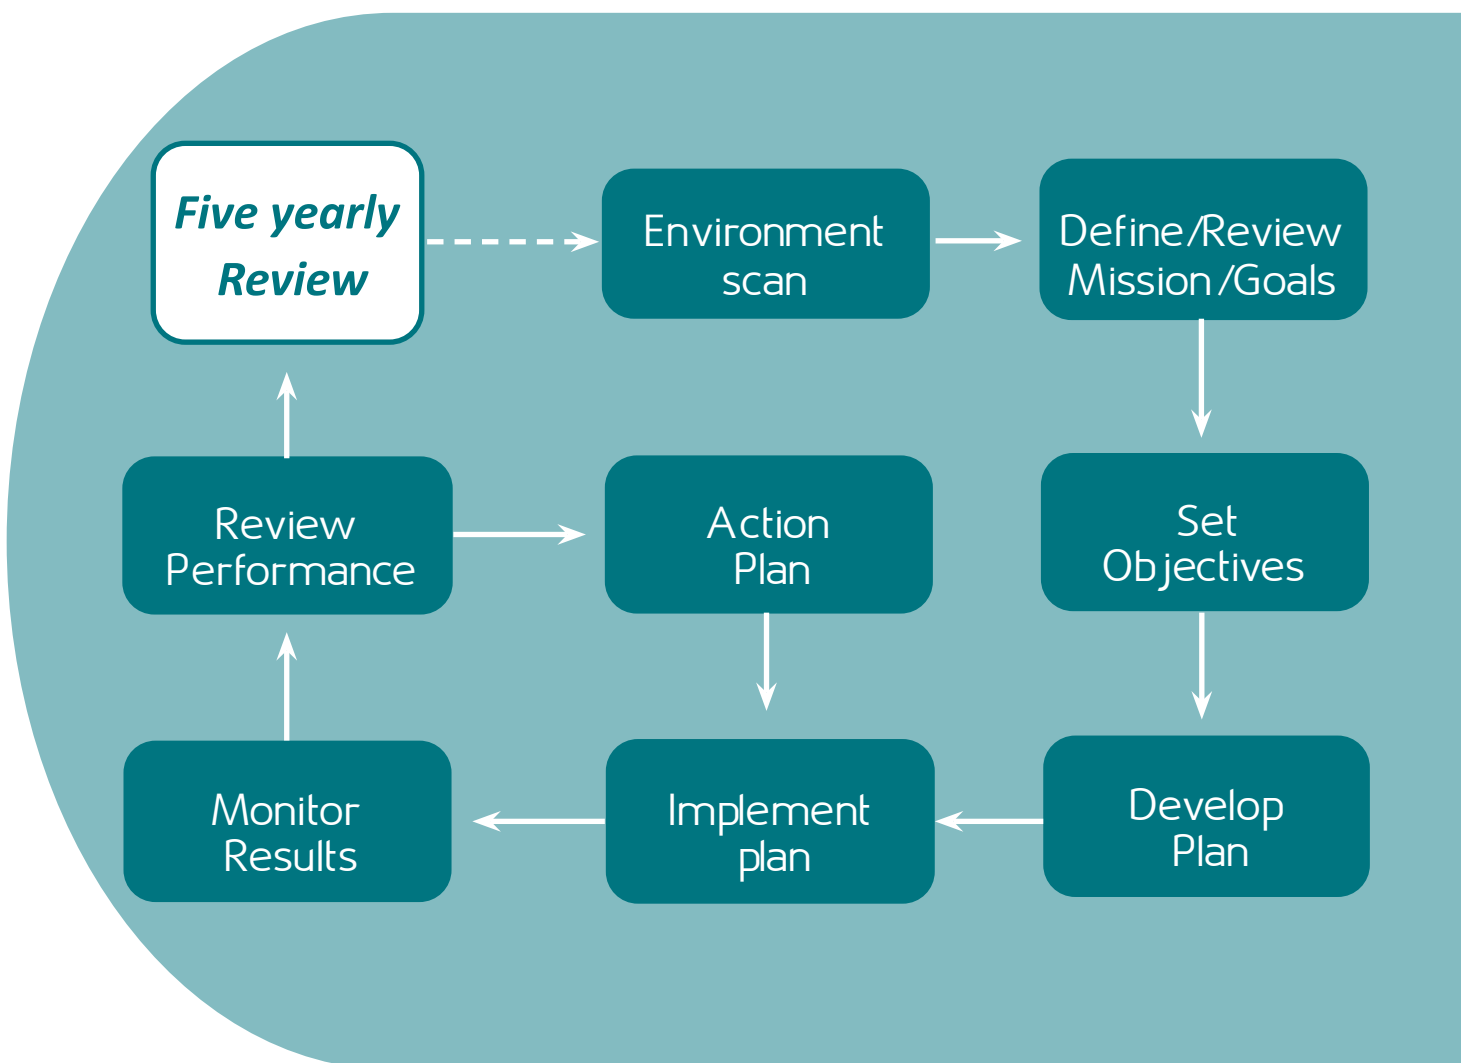 Five yearly
Review
Environment
scan
Define/Review
Mission/Goals
Review
Performance
Action
Plan
Set
Objectives
Monitor
Results
Implement
plan
Develop
Plan